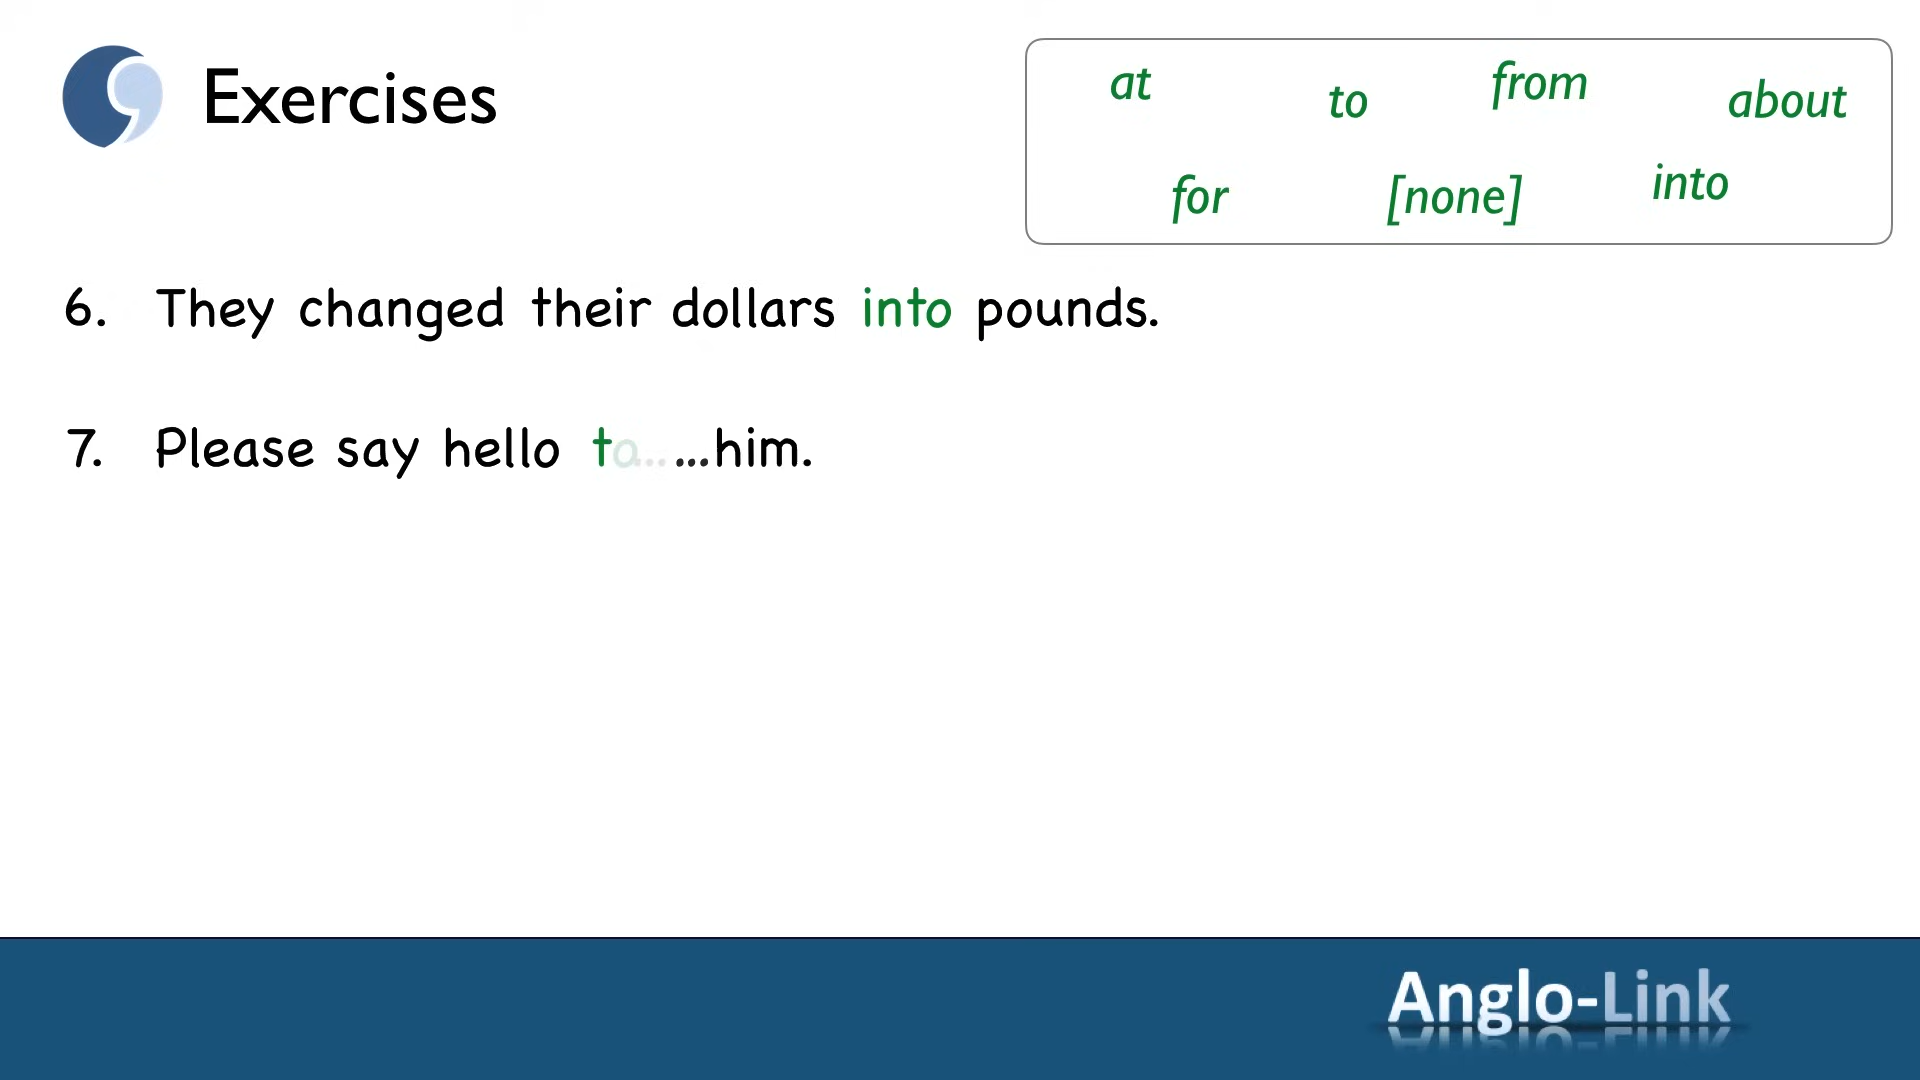 Exercises
at to from about
for [none] into
6. They changed their dollars into pounds.
7. Please say hello to.. ...him.
Anglo-Link